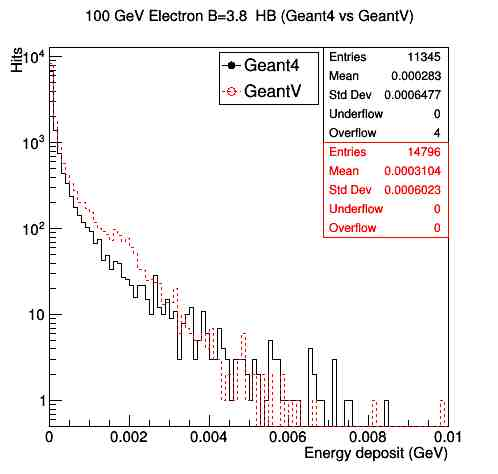 100 GeV Electron B=3.8 HB (Geant4 vs GeantV)
Hits
10^4
10^3
10^2
10
1
Geant4
GeantV
Entries 11345
Mean 0.000283
Std Dev 0.0006477
Underflow 0
Overflow 4
Entries 14796
Mean 0.0003104
Std Dev 0.0006023
Underflow 0
Overflow 0
0 0.002 0.004 0.006 0.008 0.01
Energy deposit (GeV)